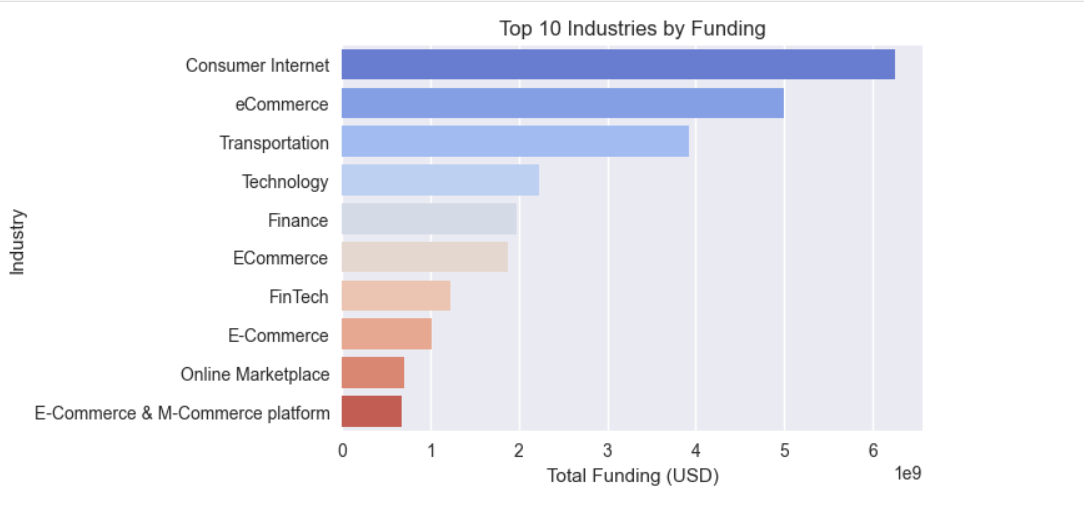 Top 10 Industries by Funding
Consumer Internet
eCommerce
Transportation
Technology
Finance
ECommerce
FinTech
E-Commerce
Online Marketplace
E-Commerce & M-Commerce platform
Industry
0 1 2 3 4 5 6
1e9
Total Funding (USD)